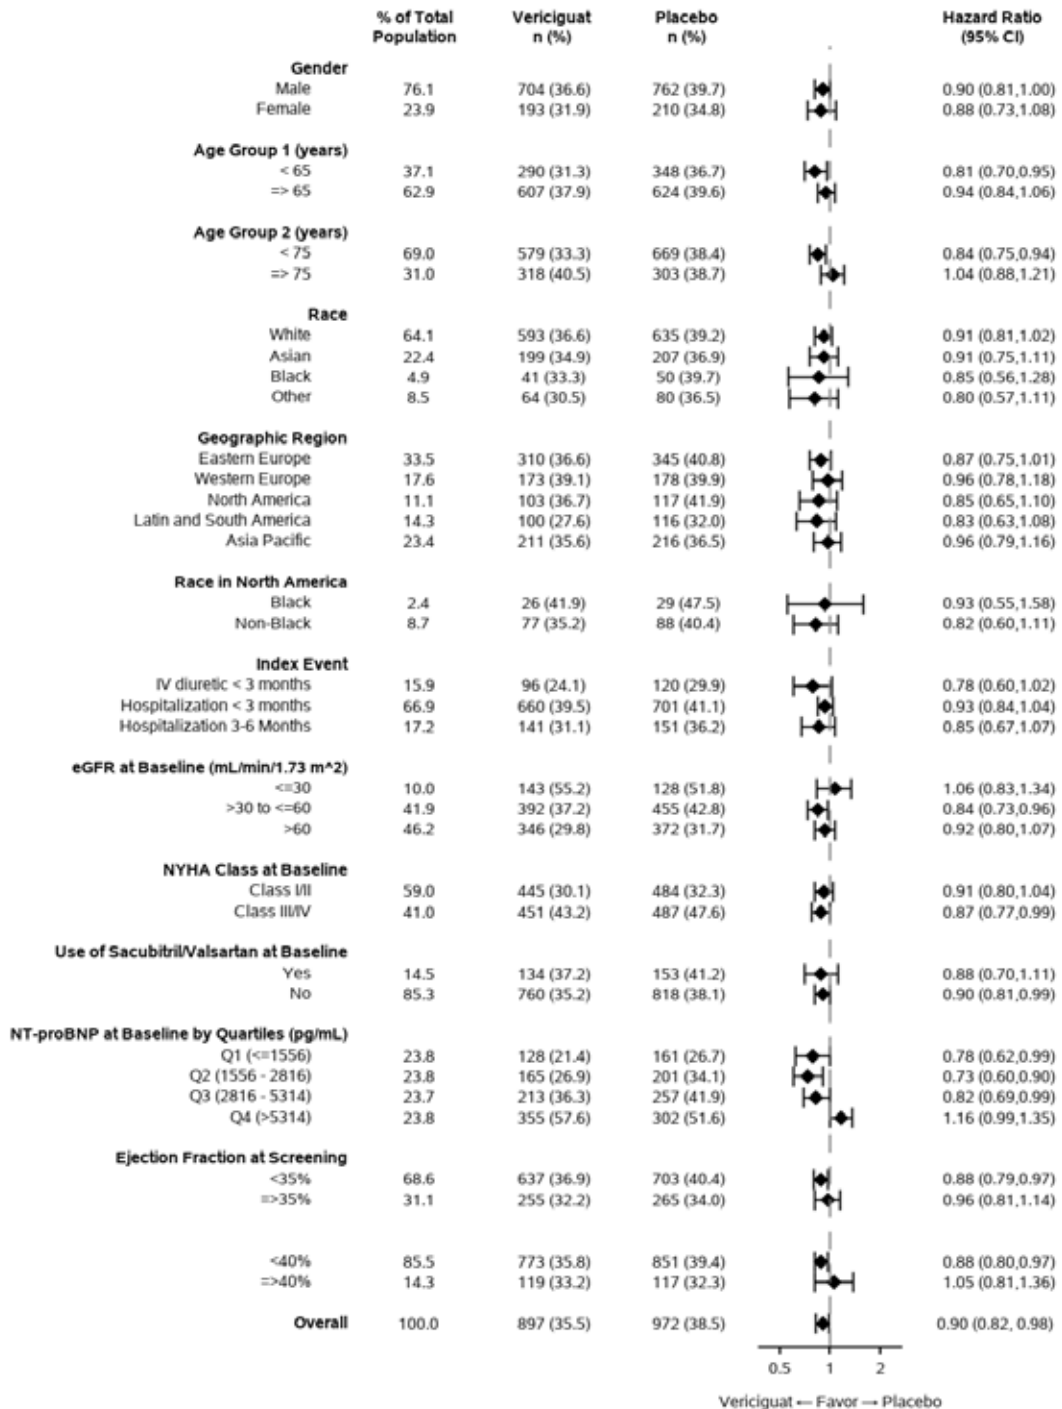 % of Total Vericiguat Placebo Hazard Ratio
Population n (%) n (%) (95% CI)
Gender
Male 76.1 704 (36.6) 762 (39.7) 0.90 (0.81,1.00)
Female 23.9 193 (31.9) 210 (34.8) 0.88 (0.73,1.08)
Age Group 1 (years)
< 65 37.1 290 (31.3) 348 (36.7) 0.81 (0.70,0.95)
=> 65 62.9 607 (37.9) 624 (39.6) 0.94 (0.84,1.06)
Age Group 2 (years)
< 75 69.0 579 (33.3) 669 (38.4) 0.84 (0.75,0.94)
=> 75 31.0 318 (40.5) 303 (38.7) 1.04 (0.88,1.21)
Race
White 64.1 593 (36.6) 635 (39.2) 0.91 (0.81,1.02)
Asian 22.4 199 (34.9) 207 (36.9) 0.91 (0.75,1.11)
Black 4.9 41 (33.3) 50 (39.7) 0.85 (0.56,1.28)
Other 8.5 64 (30.5) 80 (36.5) 0.80 (0.57,1.11)
Geographic Region
Eastern Europe 33.5 310 (36.6) 345 (40.8) 0.87 (0.75,1.01)
Western Europe 17.6 173 (39.1) 178 (39.9) 0.96 (0.78,1.18)
North America 11.1 103 (36.7) 117 (41.9) 0.85 (0.65,1.10)
Latin and South America 14.3 100 (27.6) 116 (32.0) 0.83 (0.63,1.08)
Asia Pacific 23.4 211 (35.6) 216 (36.5) 0.96 (0.79,1.16)
Race in North America
Black 2.4 26 (41.9) 29 (47.5) 0.93 (0.55,1.58)
Non-Black 8.7 77 (35.2) 88 (40.4) 0.82 (0.60,1.11)
Index Event
IV diuretic < 3 months 15.9 96 (24.1) 120 (29.9) 0.78 (0.60,1.02)
Hospitalization < 3 months 66.9 660 (39.5) 701 (41.1) 0.93 (0.84,1.04)
Hospitalization 3-6 Months 17.2 141 (31.1) 151 (36.2) 0.85 (0.67,1.07)
eGFR at Baseline (mL/min/1.73 m^2)
<=30 10.0 143 (55.2) 128 (51.8) 1.06 (0.83,1.34)
>30 to <=60 41.9 392 (37.2) 455 (42.8) 0.84 (0.73,0.96)
>60 46.2 346 (29.8) 372 (31.7) 0.92 (0.80,1.07)
NYHA Class at Baseline
Class I/II 59.0 445 (30.1) 484 (32.3) 0.91 (0.80,1.04)
Class III/IV 41.0 451 (43.2) 487 (47.6) 0.87 (0.77,0.99)
Use of Sacubitril/Valsartan at Baseline
Yes 14.5 134 (37.2) 153 (41.2) 0.88 (0.70,1.11)
No 85.3 760 (35.2) 818 (38.1) 0.90 (0.81,0.99)
NT-proBNP at Baseline by Quartiles (pg/mL)
Q1 (<=1556) 23.8 128 (21.4) 161 (26.7) 0.78 (0.62,0.99)
Q2 (1556 - 2816) 23.8 165 (26.9) 201 (34.1) 0.73 (0.60,0.90)
Q3 (2816 - 5314) 23.7 213 (36.3) 257 (41.9) 0.82 (0.69,0.99)
Q4 (>5314) 23.8 355 (57.6) 302 (51.6) 1.16 (0.99,1.35)
Ejection Fraction at Screening
<35% 68.6 637 (36.9) 703 (40.4) 0.88 (0.79,0.97)
=>35% 31.1 255 (32.2) 265 (34.0) 0.96 (0.81,1.14)
<40% 85.5 773 (35.8) 851 (39.4) 0.88 (0.80,0.97)
=>40% 14.3 119 (33.2) 117 (32.3) 1.05 (0.81,1.36)
Overall 100.0 897 (35.5) 972 (38.5) 0.90 (0.82, 0.98)
0.5 1 2
Vericiguat ← Favor → Placebo